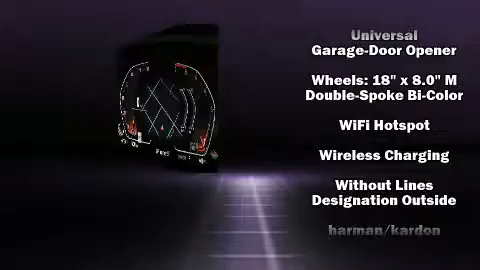 Universal
Garage-Door Opener
Wheels: 18" x 8.0" M
Double-Spoke Bi-Color
WiFi Hotspot
Wireless Charging
Without Lines
Designation Outside
harman/kardon